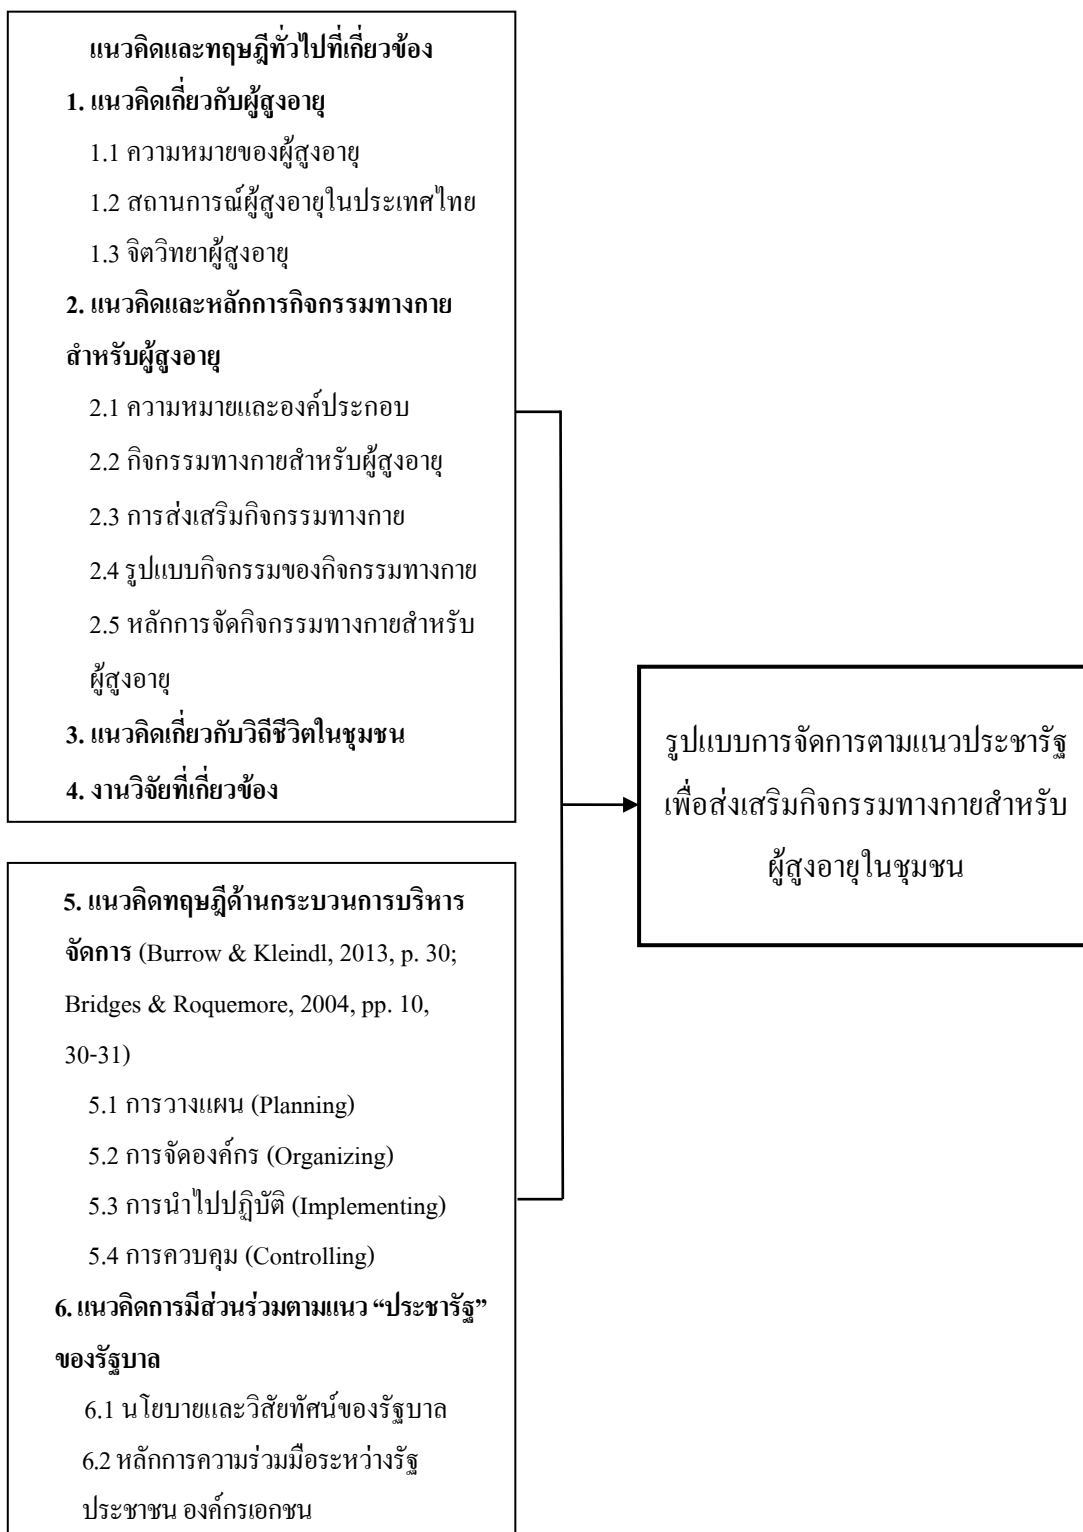 แนวคิดและทฤษฎีทั่วไปที่เกี่ยวข้อง
1. แนวคิดเกี่ยวกับผู้สูงอายุ
1.1 ความหมายของผู้สูงอายุ
1.2 สถานการณ์ผู้สูงอายุในประเทศไทย
1.3 จิตวิทยาผู้สูงอายุ
2. แนวคิดและหลักการกิจกรรมทางกาย
สำหรับผู้สูงอายุ
2.1 ความหมายและองค์ประกอบ
2.2 กิจกรรมทางกายสำหรับผู้สูงอายุ
2.3 การส่งเสริมกิจกรรมทางกาย
2.4 รูปแบบกิจกรรมของกิจกรรมทางกาย
2.5 หลักการจัดกิจกรรมทางกายสำหรับ
ผู้สูงอายุ
3. แนวคิดเกี่ยวกับวิถีชีวิตในชุมชน
4. งานวิจัยที่เกี่ยวข้อง
5. แนวคิดทฤษฎีด้านกระบวนการบริหาร
จัดการ (Burrow & Kleindl, 2013, p. 30;
Bridges & Roquemore, 2004, pp. 10,
30-31)
5.1 การวางแผน (Planning)
5.2 การจัดองค์กร (Organizing)
5.3 การนำไปปฏิบัติ (Implementing)
5.4 การควบคุม (Controlling)
6. แนวคิดการมีส่วนร่วมตามแนว “ประชารัฐ”
ของรัฐบาล
6.1 นโยบายและวิสัยทัศน์ของรัฐบาล
6.2 หลักการความร่วมมือระหว่างรัฐ
ประชาชน องค์กรเอกชน
รูปแบบการจัดการตามแนวประชารัฐ
เพื่อส่งเสริมกิจกรรมทางกายสำหรับ
ผู้สูงอายุในชุมชน